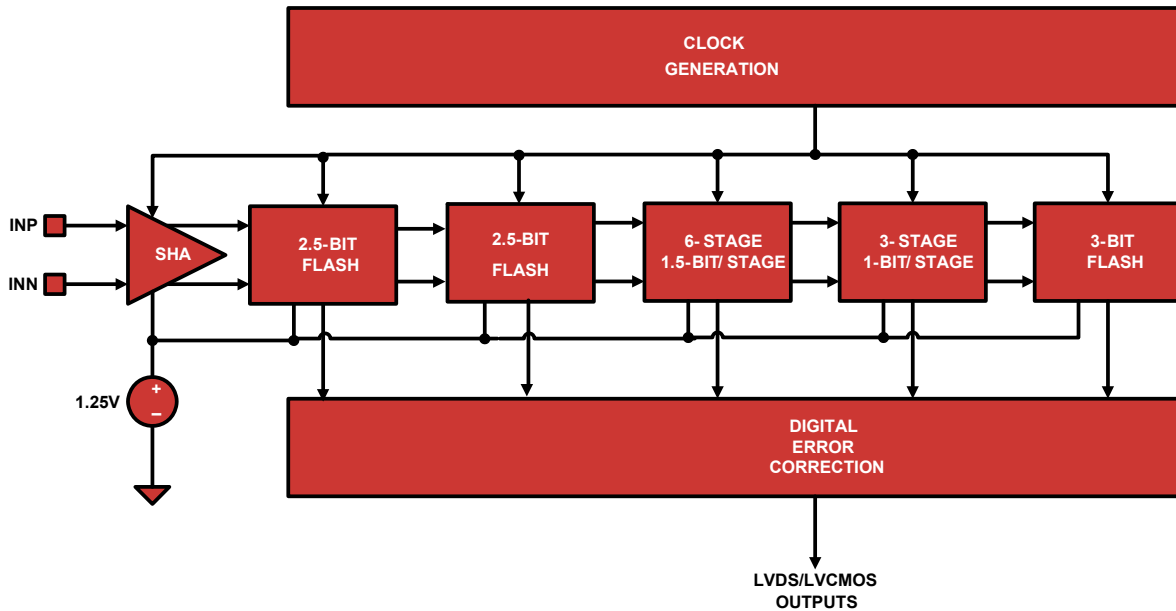 CLOCK
GENERATION
INP
INN
SHA
2.5-BIT
FLASH
2.5-BIT
FLASH
6- STAGE
1.5-BIT/ STAGE
3- STAGE
1-BIT/ STAGE
3-BIT
FLASH
1.25V
+
−
DIGITAL
ERROR
CORRECTION
LVDS/LVCMOS
OUTPUTS